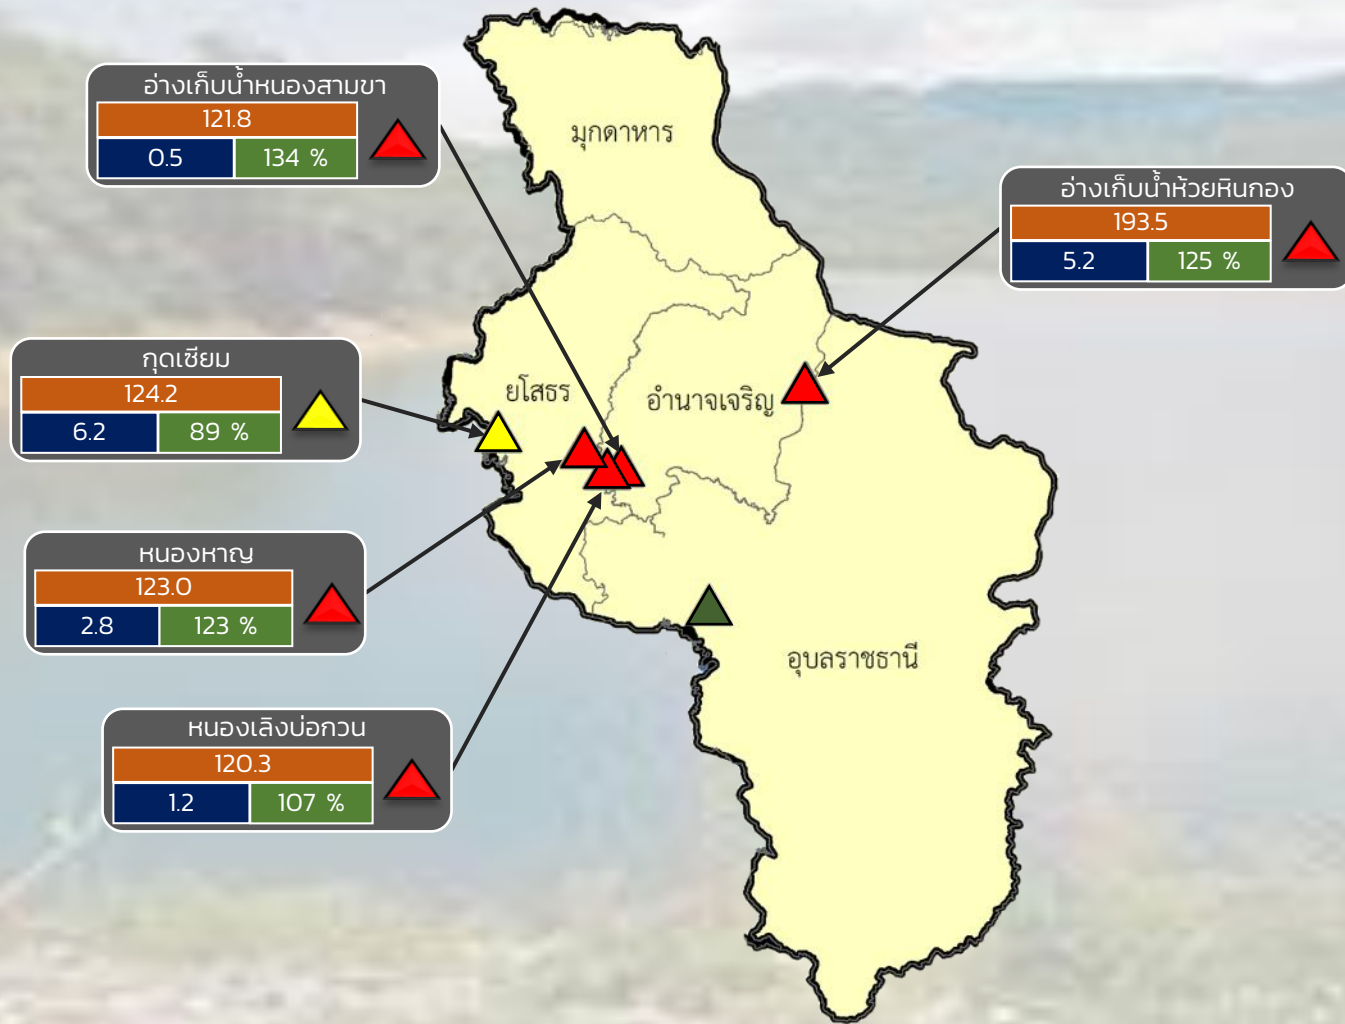 อ่างเก็บน้ำหนองสามขา
121.8
0.5 134 %
มุกดาหาร
อ่างเก็บน้ำห้วยหินกอง
193.5
5.2 125 %
กุดเซียม
124.2
6.2 89 %
ยโสธร
อำนาจเจริญ
หนองหาญ
123.0
2.8 123 %
อุบลราชธานี
หนองเลิงบ่อกวน
120.3
1.2 107 %